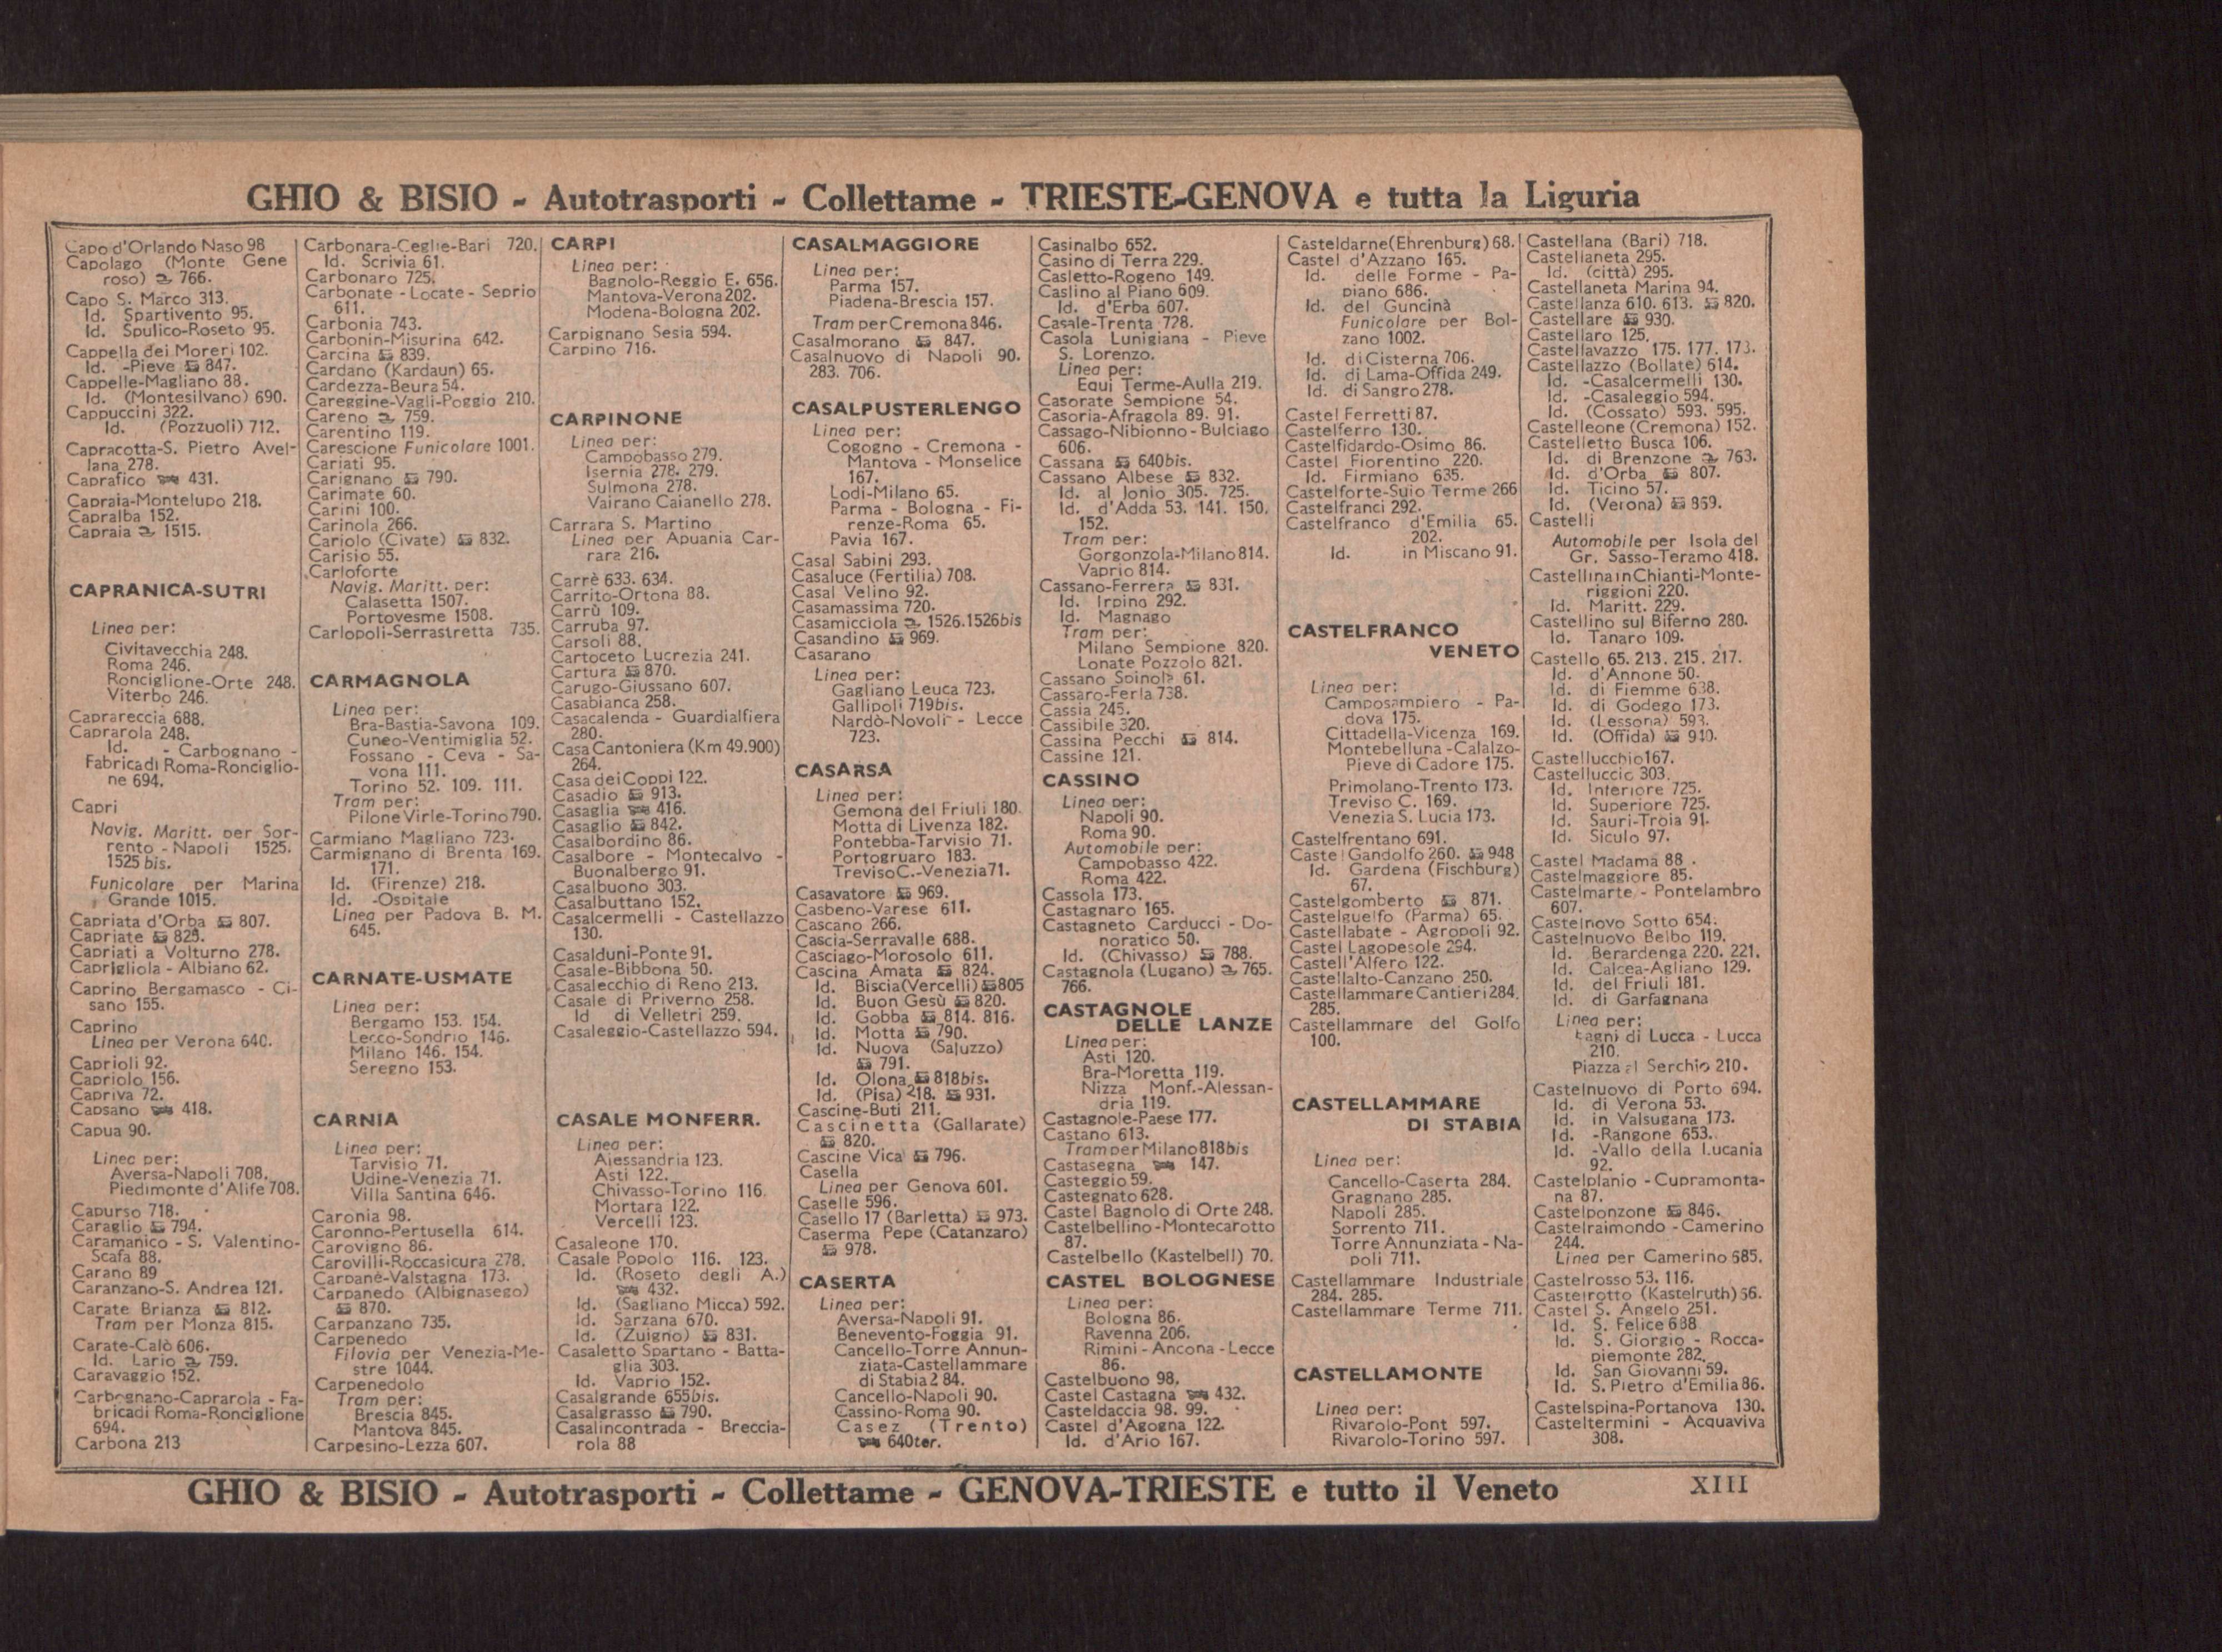 GHIO & BISIO - Autotrasporti - Collettame - TRIESTE-GENOVA e tutta la Liguria
Capo d'Orlando Naso 98
Capolago (Monte Gene
roso) 766.
Capo S. Marco 313.
Id. Spartivento 95.
Id. Spulico-Roseto 95.
Cappella dei Moreri 102.
Id. -Pieve 847.
Cappelle-Magliano 88.
Id. (Montesilvano) 690.
Cappuccini 322.
Id. (Pozzuoli) 712.
Capracotta-S. Pietro Avel-
lana 278.
Caprafico 431.
Capraia-Montelupo 218.
Capralba 152.
Capraia 1515.
CAPRANICA-SUTRI
Linea per:
Civitavecchia 248.
Roma 246.
Ronciglione-Orte 248.
Viterbo 246.
Caprareccia 688.
Caprarola 248.
Id. - Carbognano -
Fabricadi Roma-Ronciglio-
ne 694.
Capri
Navig. Maritt. per Sor-
rento - Napoli 1525.
1525 bis.
Funicolare per Marina
Grande 1015.
Capriata d'Orba 807.
Capriate 825.
Capriati a Volturno 278.
Caprigliola - Albiano 62.
Caprino Bergamasco - Ci-
sano 155.
Caprino
Linea per Verona 640.
Caprioli 92.
Capriolo 156.
Capriva 72.
Capsano 418.
Capua 90.
Linea per:
Aversa-Napoli 708.
Piedimonte d'Alife 708.
Capurso 718.
Caraglio 794.
Caramanico - S. Valentino-
Scafa 88.
Carano 89
Caranzano-S. Andrea 121.
Carate Brianza 812.
Tram per Monza 815.
Carate-Calò 606.
Id. Lario 759.
Caravaggio 152.
Carbognano-Caprarola - Fa-
bricadi Roma-Ronciglione
694.
Carbona 213
Carbonara-Ceglie-Bari 720.
Id. Scrivia 61.
Carbonaro 725.
Carbonate - Locate - Seprio
611.
Carbonia 743.
Carbonin-Misurina 642.
Carcina 839.
Cardano (Kardaun) 65.
Cardezza-Beura 54.
Careggine-Vagli-Poggio 210.
Careno 759.
Carentino 119.
Carescione Funicolare 1001.
Cariati 95.
Carignano 790.
Carimate 60.
Carini 100.
Carinola 266.
Cariolo (Civate) 832.
Carisio 55.
Carloforte
Navig. Maritt. per:
Calasetta 1507.
Portovesme 1508.
Carlopoli-Serrastretta 735.
CARMAGNOLA
Linea per:
Bra-Bastia-Savona 109.
Cuneo-Ventimiglia 52.
Fossano - Ceva - Sa-
vona 111.
Torino 52. 109. 111.
Tram per:
Pilone Virle-Torino 790.
Carmiano Magliano 723.
Carmignano di Brenta 169.
171.
Id. (Firenze) 218.
Id. -Ospitale
Linea per Padova B. M.
645.
CARNATE-USMATE
Linea per:
Bergamo 153. 154.
Lecco-Sondrio 146.
Milano 146. 154.
Seregno 153.
CARNIA
Linea per:
Tarvisio 71.
Udine-Venezia 71.
Villa Santina 646.
Caronia 98.
Caronno-Pertusella 614.
Carovigno 86.
Carovilli-Roccasicura 278.
Carpanè-Valstagna 173.
Carpanedo (Albignasego)
870.
Carpanzano 735.
Carpenedo
Filovia per Venezia-Me-
stre 1044.
Carpenedolo
Tram per:
Brescia 845.
Mantova 845.
Carpesino-Lezza 607.
CARPI
Linea per:
Bagnolo-Reggio E. 656.
Mantova-Verona 202.
Modena-Bologna 202.
Carpignano Sesia 594.
Carpino 716.
CARPINONE
Linea per:
Campobasso 279.
Isernia 278. 279.
Sulmona 278.
Vairano Caianello 278.
Carrara S. Martino
Linea per Apuania Car-
rara 216.
Carrè 633. 634.
Carrito-Ortona 88.
Carrù 109.
Carruba 97.
Carsoli 88.
Cartoceto Lucrezia 241.
Cartura 870.
Carugo-Giussano 607.
Casabianca 258.
Casacalenda - Guardialfiera
280.
Casa Cantoniera (Km 49.900)
264.
Casa dei Coppi 122.
Casadio 913.
Casaglia 416.
Casaglio 842.
Casalbordino 86.
Casalbore - Montecalvo -
Buonalbergo 91.
Casalbuono 303.
Casalbuttano 152.
Casalcermelli - Castellazzo
130.
Casalduni-Ponte 91.
Casale-Bibbona 50.
Casalecchio di Reno 213.
Casale di Priverno 258.
Id di Velletri 259.
Casaleggio-Castellazzo 594.
CASALE MONFERR.
Linea per:
Alessandria 123.
Asti 122.
Chivasso-Torino 116.
Mortara 122.
Vercelli 123.
Casaleone 170.
Casale Popolo 116. 123.
Id. (Roseto degli A.)
432.
Id. (Sagliano Micca) 592.
Id. Sarzana 670.
Id. (Zuigno) 831.
Casaletto Spartano - Batta-
glia 303.
Id. Vaprio 152.
Casalgrande 655bis.
Casalgrasso 790.
Casalincontrada - Breccia-
rola 88
CASALMAGGIORE
Linea per:
Parma 157.
Piadena-Brescia 157.
Tram per Cremona 846.
Casalmorano 847.
Casalnuovo di Napoli 90.
283. 706.
CASALPUSTERLENGO
Linea per:
Cogogno - Cremona -
Mantova - Monselice
167.
Lodi-Milano 65.
Parma - Bologna - Fi-
renze-Roma 65.
Pavia 167.
Casal Sabini 293.
Casaluce (Fertilia) 708.
Casal Velino 92.
Casamassima 720.
Casamicciola 1526.1526bis
Casandino 969.
Casarano
Linea per:
Gagliano Leuca 723.
Gallipoli 719bis.
Nardò-Novoli - Lecce
723.
CASARSA
Linea per:
Gemona del Friuli 180.
Motta di Livenza 182.
Pontebba-Tarvisio 71.
Portogruaro 183.
Treviso C.-Venezia 71.
Casavatore 969.
Casbeno-Varese 611.
Cascano 266.
Cascia-Serravalle 688.
Casciago-Morosolo 611.
Cascina Amata 824.
Id. Biscia (Vercelli) 805
Id. Buon Gesù 820.
Id. Gobba 814. 816.
Id. Motta 790.
Id. Nuova (Saluzzo)
791.
Id. Olona 818bis.
Id. (Pisa) 218. 931.
Cascine-Buti 211.
Cascinetta (Gallarate)
820.
Cascine Vica 796.
Casella
Linea per Genova 601.
Caselle 596.
Casello 17 (Barletta) 973.
Caserma Pepe (Catanzaro)
978.
CASERTA
Linea per:
Aversa-Napoli 91.
Benevento-Foggia 91.
Cancello-Torre Annun-
ziata-Castellammare
di Stabia 2 84.
Cancello-Napoli 90.
Cassino-Roma 90.
Casez (Trento)
640ter.
Casinalbo 652.
Casino di Terra 229.
Casletto-Rogeno 149.
Caslino al Piano 609.
Id. d'Erba 607.
Casale-Trenta 728.
Casola Lunigiana - Pieve
S. Lorenzo.
Linea per:
Equi Terme-Aulla 219.
Casorate Sempione 54.
Casoria-Afragola 89. 91.
Cassago-Nibionno - Bulciago
606.
Cassana 640bis.
Cassano Albese 832.
Id. al Jonio 305. 725.
Id. d'Adda 53. 141. 150.
152.
Tram per:
Gorgonzola-Milano 814.
Vaprio 814.
Cassano-Ferrera 831.
Id. Irpino 292.
Id. Magnago
Tram per:
Milano Sempione 820.
Lonate Pozzolo 821.
Cassano Spinola 61.
Cassaro-Ferla 738.
Cassia 245.
Cassibile 320.
Cassina Pecchi 814.
Cassine 121.
CASSINO
Linea per:
Napoli 90.
Roma 90.
Automobile per:
Campobasso 422.
Roma 422.
Cassola 173.
Castagnaro 165.
Castagneto Carducci - Do-
noratico 50.
Id. (Chivasso) 788.
Castagnola (Lugano) 765.
766.
CASTAGNOLE
DELLE LANZE
Linea per:
Asti 120.
Bra-Moretta 119.
Nizza Monf.-Alessan-
dria 119.
Castagnole-Paese 177.
Castano 613.
Tram per Milano 818bis
Castasegna 147.
Casteggio 59.
Castegnato 628.
Castel Bagnolo di Orte 248.
Castelbellino - Montecarotto
87.
Castelbello (Kastelbell) 70.
CASTEL BOLOGNESE
Linea per:
Bologna 86.
Ravenna 206.
Rimini - Ancona - Lecce
86.
Castelbuono 98.
Castel Castagna 432.
Casteldaccia 98. 99.
Castel d'Agogna 122.
Id. d'Ario 167.
Casteldarne (Ehrenburg) 68.
Castel d'Azzano 165.
Id. delle Forme - Pa-
piano 686.
Id. del Guncinà
Funicolare per Bol-
zano 1002.
Id. di Cisterna 706.
Id. di Lama-Offida 249.
Id. di Sangro 278.
Castel Ferretti 87.
Castelferro 130.
Castelfidardo-Osimo 86.
Castel Fiorentino 220.
Id. Firmiano 635.
Castelforte-Suio Terme 266
Castelfranci 292.
Castelfranco d'Emilia 65.
202.
Id. in Miscano 91.
CASTELFRANCO
VENETO
Linea per:
Camposampiero - Pa-
dova 175.
Cittadella-Vicenza 169.
Montebelluna - Calalzo-
Pieve di Cadore 175.
Primolano-Trento 173.
Treviso C. 169.
Venezia S. Lucia 173.
Castelfrentano 691.
Castel Gandolfo 260. 948
Id. Gardena (Fischburg)
67.
Castelgomberto 871.
Castelguelfo (Parma) 65.
Castellabate - Agropoli 92.
Castel Lagopesole 294.
Castell'Alfero 122.
Castellalto-Canzano 250.
Castellammare Cantieri 284.
285.
Castellammare del Golfo
100.
CASTELLAMMARE
DI STABIA
Linea per:
Cancello-Caserta 284.
Gragnano 285.
Napoli 285.
Sorrento 711.
Torre Annunziata - Na-
poli 711.
Castellammare Industriale
284. 285.
Castellammare Terme 711.
CASTELLAMONTE
Linea per:
Rivarolo-Pont 597.
Rivarolo-Torino 597.
Castellana (Bari) 718.
Castellaneta 295.
Id. (città) 295.
Castellaneta Marina 94.
Castellanza 610. 613. 820.
Castellare 930.
Castellaro 125.
Castellavazzo 175. 177. 173.
Castellazzo (Bollate) 614.
Id. -Casalcermelli 130.
Id. -Casaleggio 594.
Id. (Cossato) 593. 595.
Castelleone (Cremona) 152.
Castelletto Busca 106.
Id. di Brenzone 763.
Id. d'Orba 807.
Id. Ticino 57.
Id. (Verona) 869.
Castelli
Automobile per Isola del
Gr. Sasso-Teramo 418.
Castellina in Chianti-Monte-
riggioni 220.
Id. Maritt. 229.
Castellino sul Biferno 280.
Id. Tanaro 109.
Castello 65. 213. 215. 217.
Id. d'Annone 50.
Id. di Fiemme 638.
Id. di Godego 173.
Id. (Lessona) 593.
Id. (Offida) 940.
Castellucchio 167.
Castelluccio 303.
Id. Inferiore 725.
Id. Superiore 725.
Id. Sauri-Troia 91.
Id. Siculo 97.
Castel Madama 88.
Castelmaggiore 85.
Castelmarte - Pontelambro
607.
Castelnovo Sotto 654.
Castelnuovo Belbo 119.
Id. Berardenga 220. 221.
Id. Calcea-Agliano 129.
Id. del Friuli 181.
Id. di Garfagnana
Linea per:
Bagni di Lucca - Lucca
210.
Piazza al Serchio 210.
Castelnuovo di Porto 694.
Id. di Verona 53.
Id. in Valsugana 173.
Id. -Rangone 653.
Id. -Vallo della Lucania
92.
Castelplanio - Cupramonta-
na 87.
Castelponzone 846.
Castelraimondo - Camerino
244.
Linea per Camerino 685.
Castelrosso 53. 116.
Castelrotto (Kastelruth) 66.
Castel S. Angelo 251.
Id. S. Felice 688
Id. S. Giorgio - Rocca-
piemonte 282.
Id. San Giovanni 59.
Id. S. Pietro d'Emilia 86.
Castelspina-Portanova 130.
Casteltermini - Acquaviva
308.
GHIO & BISIO - Autotrasporti - Collettame - GENOVA-TRIESTE e tutto il Veneto
XIII